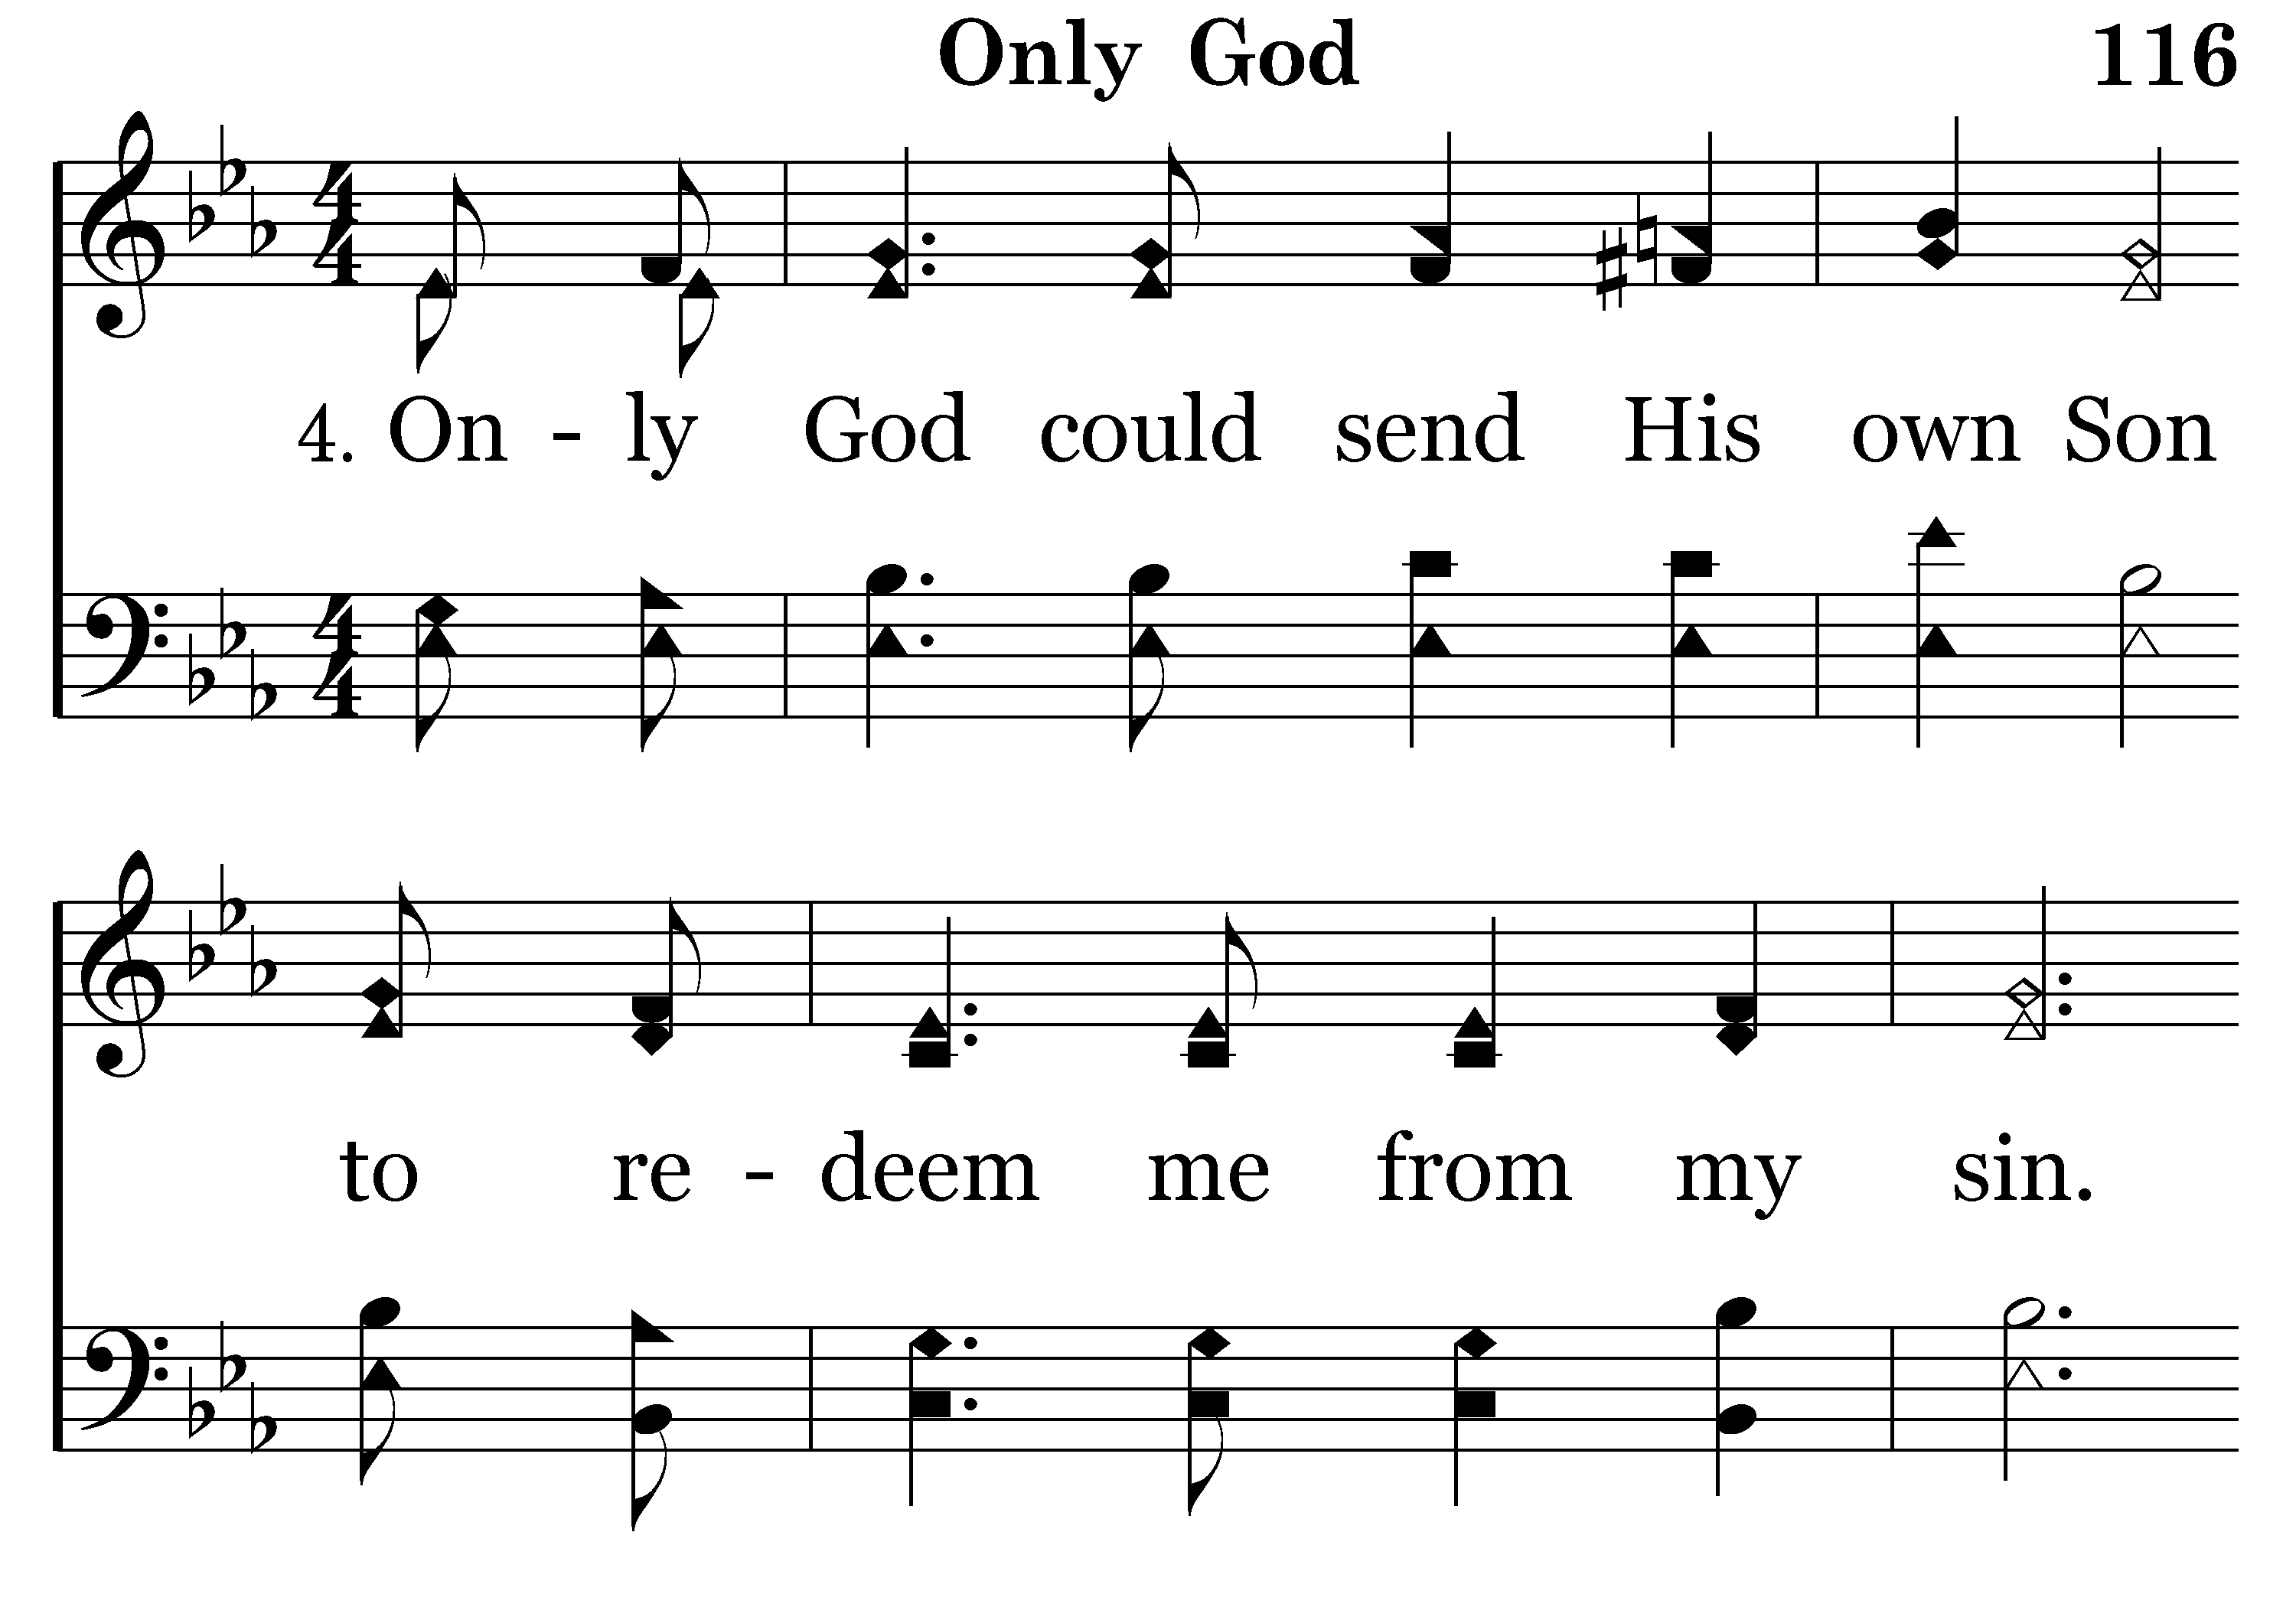 Only God 116
4. On - ly God could send His own Son
to re - deem me from my sin.